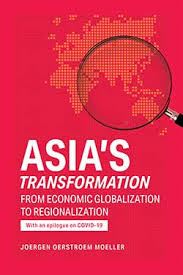 ASIA'S
TRANSFORMATION
FROM ECONOMIC GLOBALIZATION
TO REGIONALIZATION
With an epilogue on COVID-19
JOERGEN OERSTROEM MOELLER